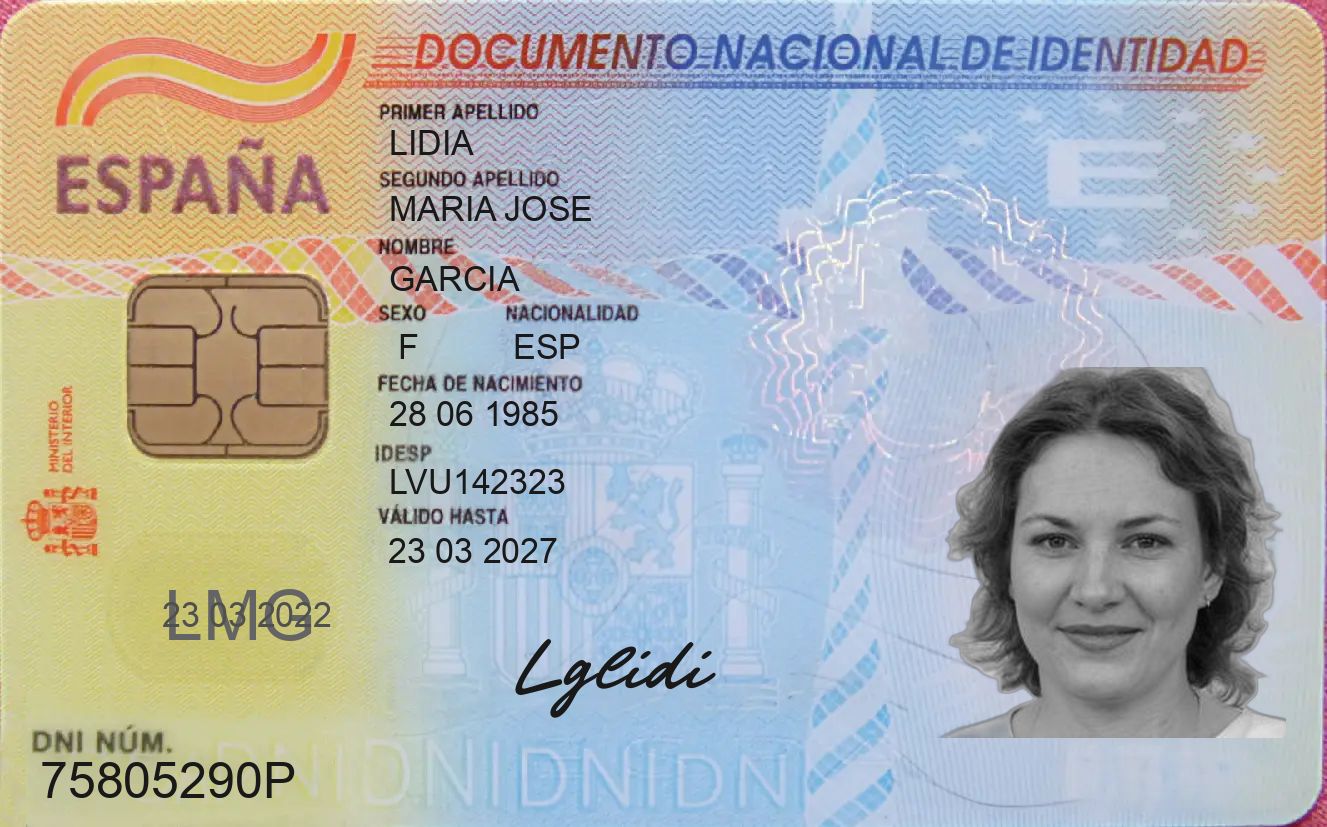 DOCUMENTO NACIONAL DE IDENTIDAD
ESPAÑA
PRIMER APELLIDO
LIDIA
SEGUNDO APELLIDO
MARIA JOSE
NOMBRE
GARCIA
SEXO NACIONALIDAD
F ESP
FECHA DE NACIMIENTO
28 06 1985
IDESP
LVU142323
VÁLIDO HASTA
23 03 2027
MINISTERIO
DEL INTERIOR
23 03 2022
LMG
Lglidi
DNI NÚM.
75805290P
E
DNIDNIDNIDNI